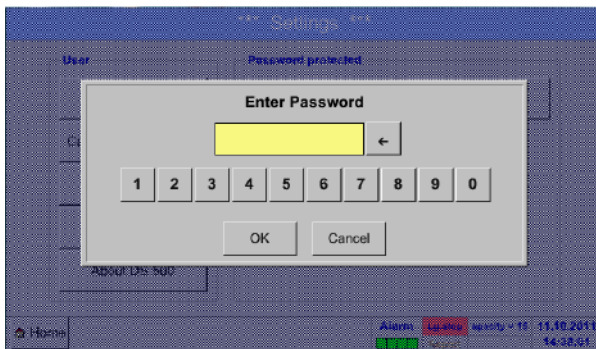 *** Settings ***
User
Password protected
Enter Password
←
1 2 3 4 5 6 7 8 9 0
OK Cancel
About DS 500
Home
Alarm
11.10.2011
14:38:01